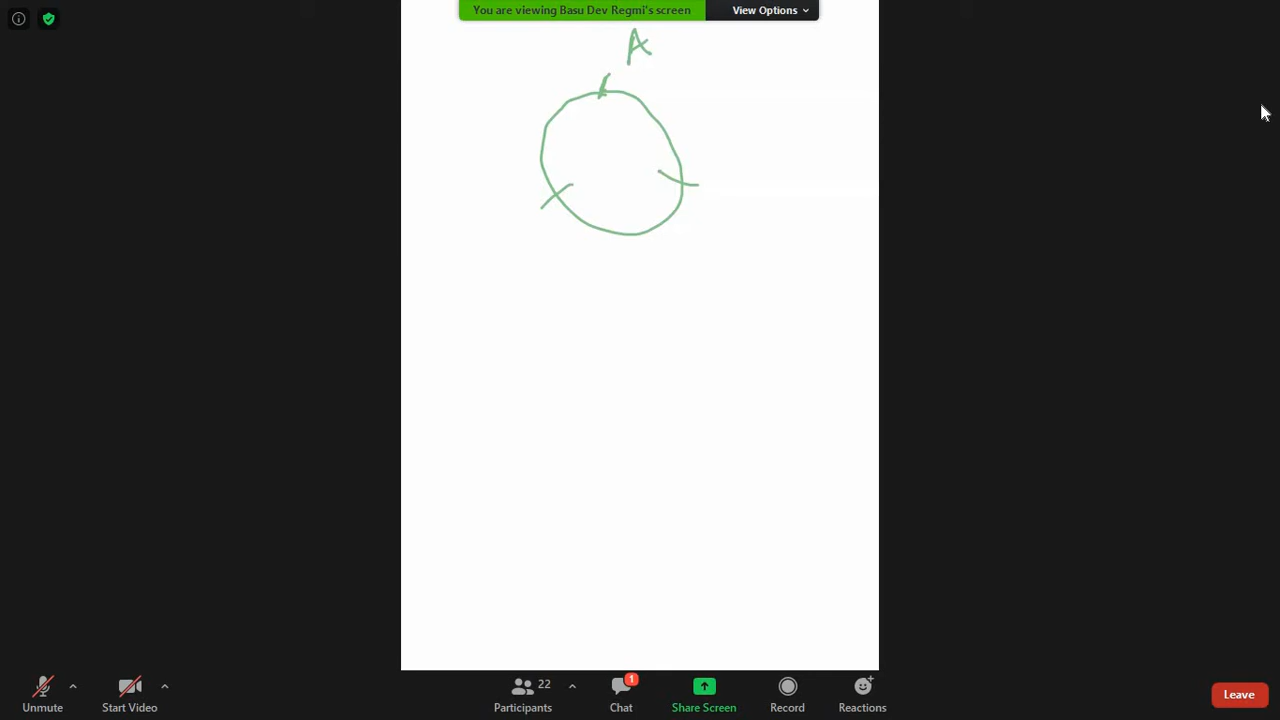 You are viewing Basu Dev Regmi's screen View Options
A
22 1
Unmute Start Video Participants Chat Share Screen Record Reactions Leave